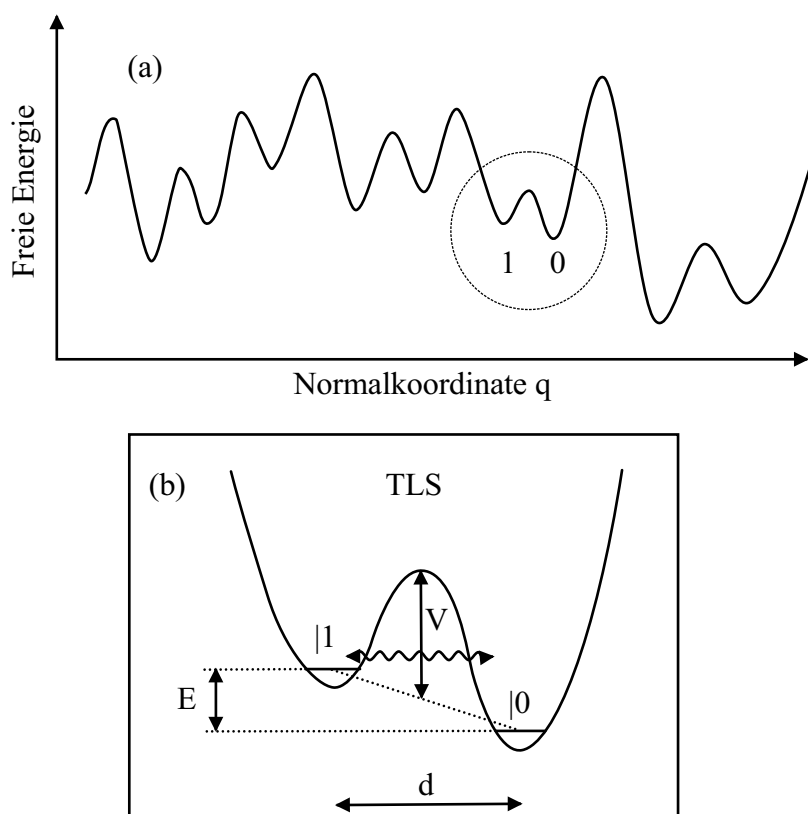 (a)
Freie Energie
1 0
Normalkoordinate q
(b)
TLS
|1
V
|0
E
d